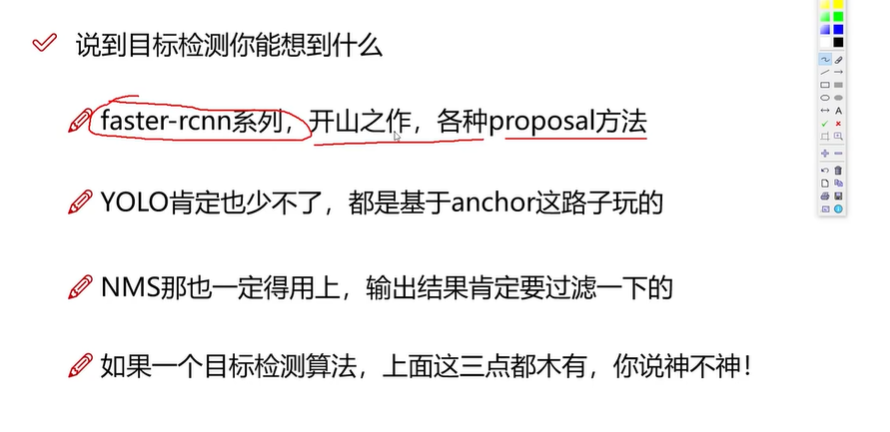 说到目标检测你能想到什么
faster-rcnn系列，开山之作，各种proposal方法
YOLO肯定也少不了，都是基于anchor这路子玩的
NMS那也一定得用上，输出结果肯定要过滤一下的
如果一个目标检测算法，上面这三点都木有，你说神不神！
A